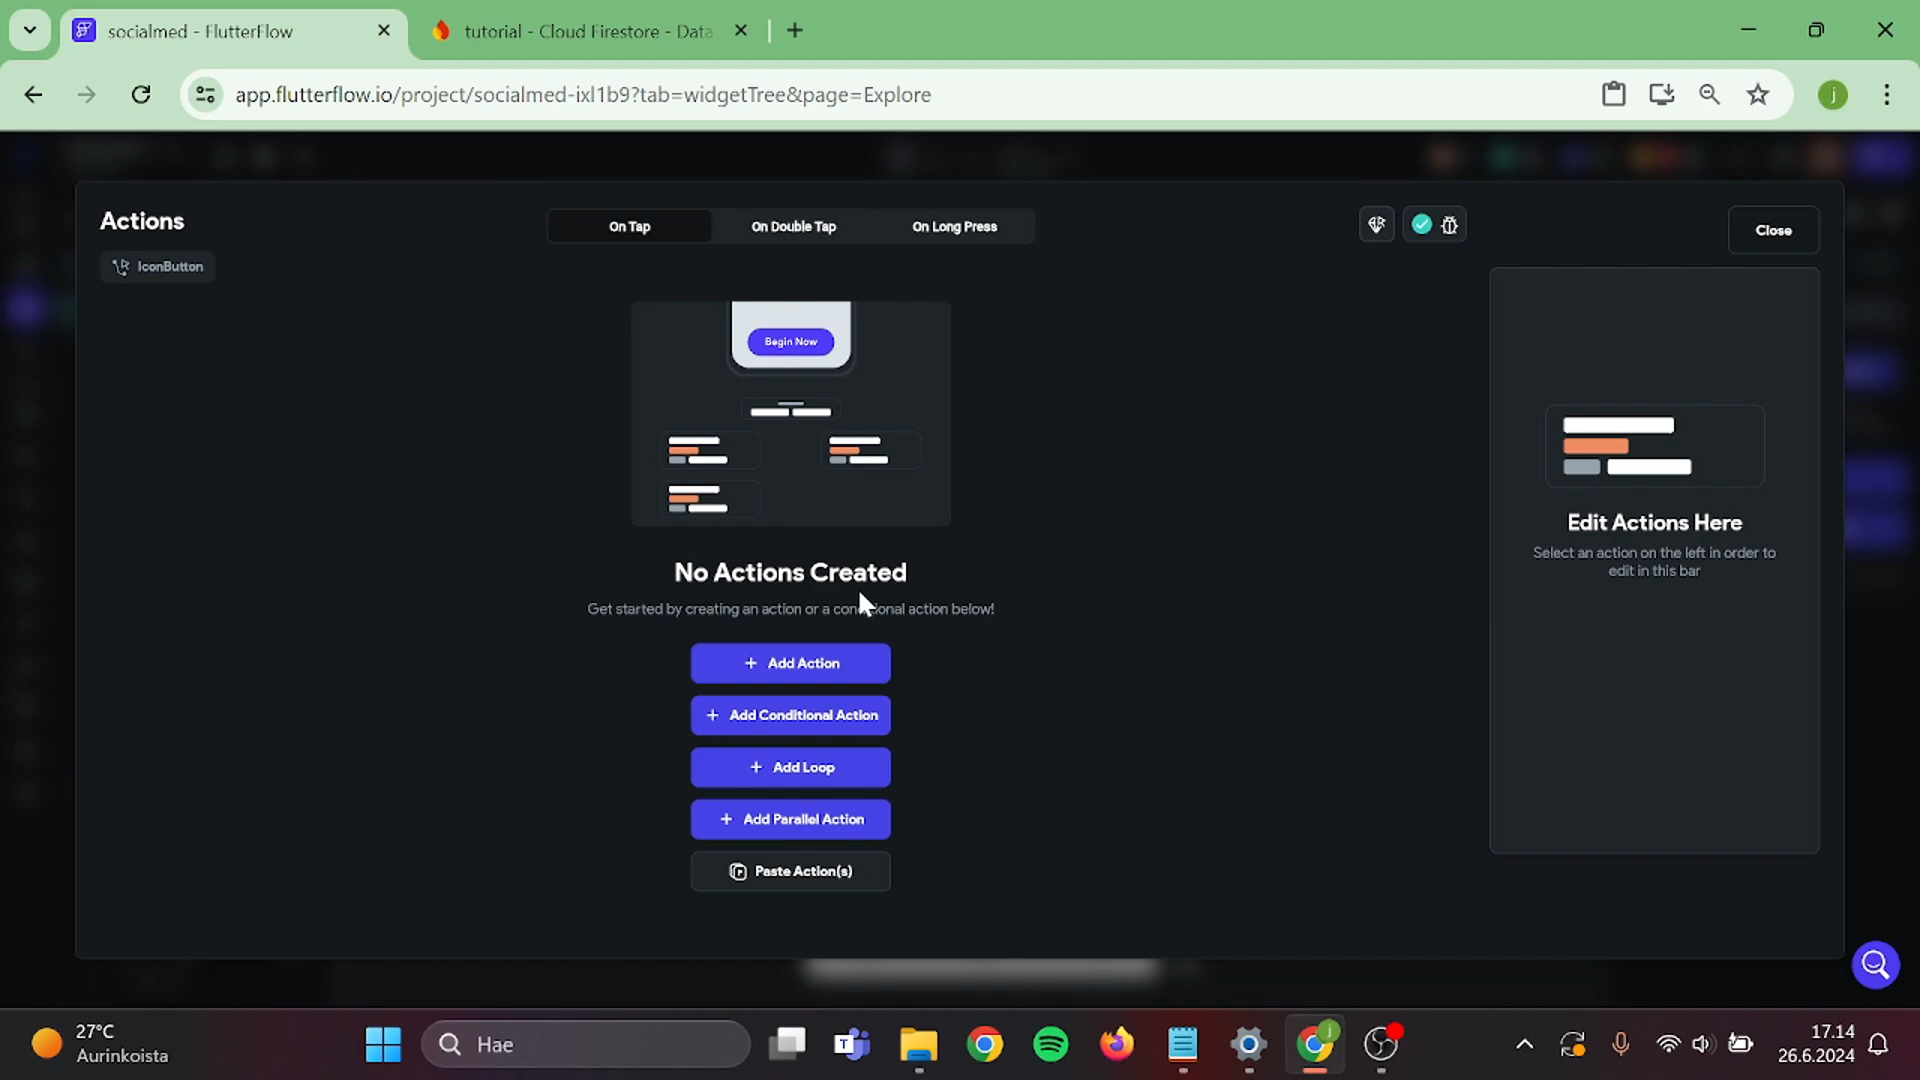 socialmed - FlutterFlow
tutorial - Cloud Firestore - Data
app.flutterflow.io/project/socialmed-ixl1b9?tab=widgetTree&page=Explore
j
Actions
On Tap
On Double Tap
On Long Press
Close
IconButton
Begin Now
Edit Actions Here
Select an action on the left in order to
edit in this bar
No Actions Created
Get started by creating an action or a conditional action below!
+ Add Action
+ Add Conditional Action
+ Add Loop
+ Add Parallel Action
Paste Action(s)
27°C
Aurinkoista
Hae
17.14
26.6.2024